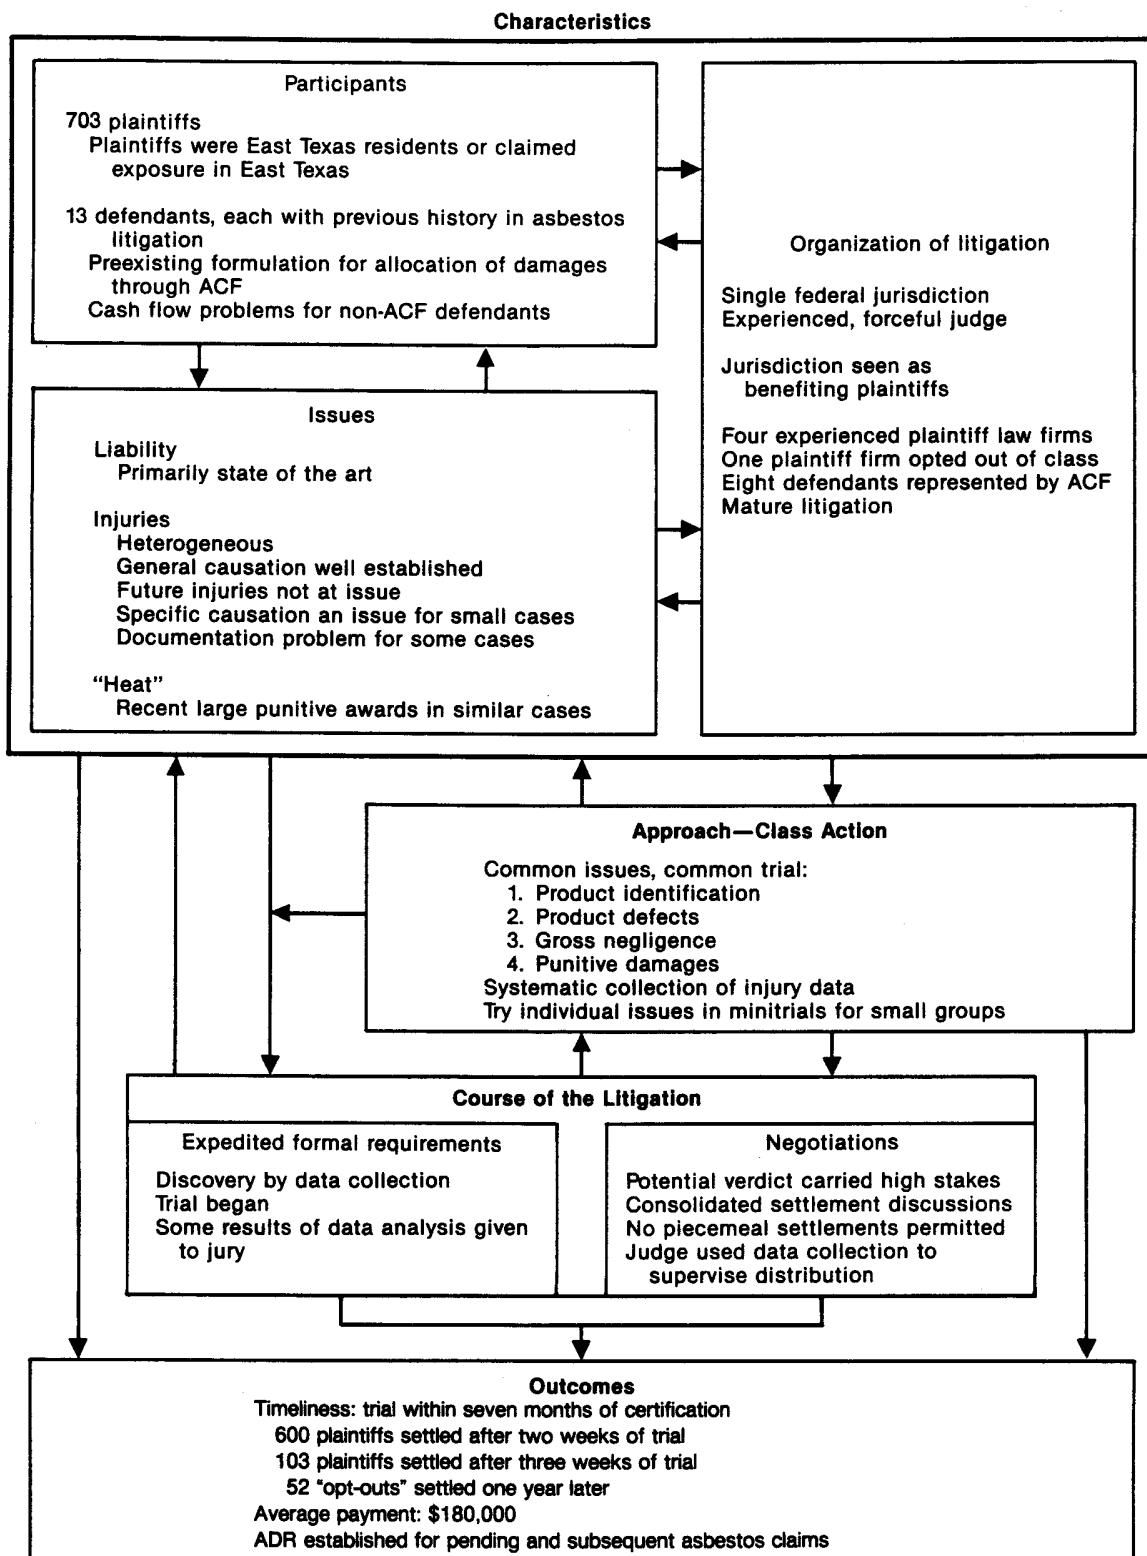 Characteristics
Participants
703 plaintiffs
Plaintiffs were East Texas residents or claimed
exposure in East Texas
13 defendants, each with previous history in asbestos
litigation
Preexisting formulation for allocation of damages
through ACF
Cash flow problems for non-ACF defendants
Issues
Liability
Primarily state of the art
Injuries
Heterogeneous
General causation well established
Future injuries not at issue
Specific causation an issue for small cases
Documentation problem for some cases
“Heat”
Recent large punitive awards in similar cases
Organization of litigation
Single federal jurisdiction
Experienced, forceful judge
Jurisdiction seen as
benefiting plaintiffs
Four experienced plaintiff law firms
One plaintiff firm opted out of class
Eight defendants represented by ACF
Mature litigation
Approach—Class Action
Common issues, common trial:
1. Product identification
2. Product defects
3. Gross negligence
4. Punitive damages
Systematic collection of injury data
Try individual issues in minitrials for small groups
Course of the Litigation
Expedited formal requirements
Discovery by data collection
Trial began
Some results of data analysis given
to jury
Negotiations
Potential verdict carried high stakes
Consolidated settlement discussions
No piecemeal settlements permitted
Judge used data collection to
supervise distribution
Outcomes
Timeliness: trial within seven months of certification
600 plaintiffs settled after two weeks of trial
103 plaintiffs settled after three weeks of trial
52 “opt-outs” settled one year later
Average payment: $180,000
ADR established for pending and subsequent asbestos claims